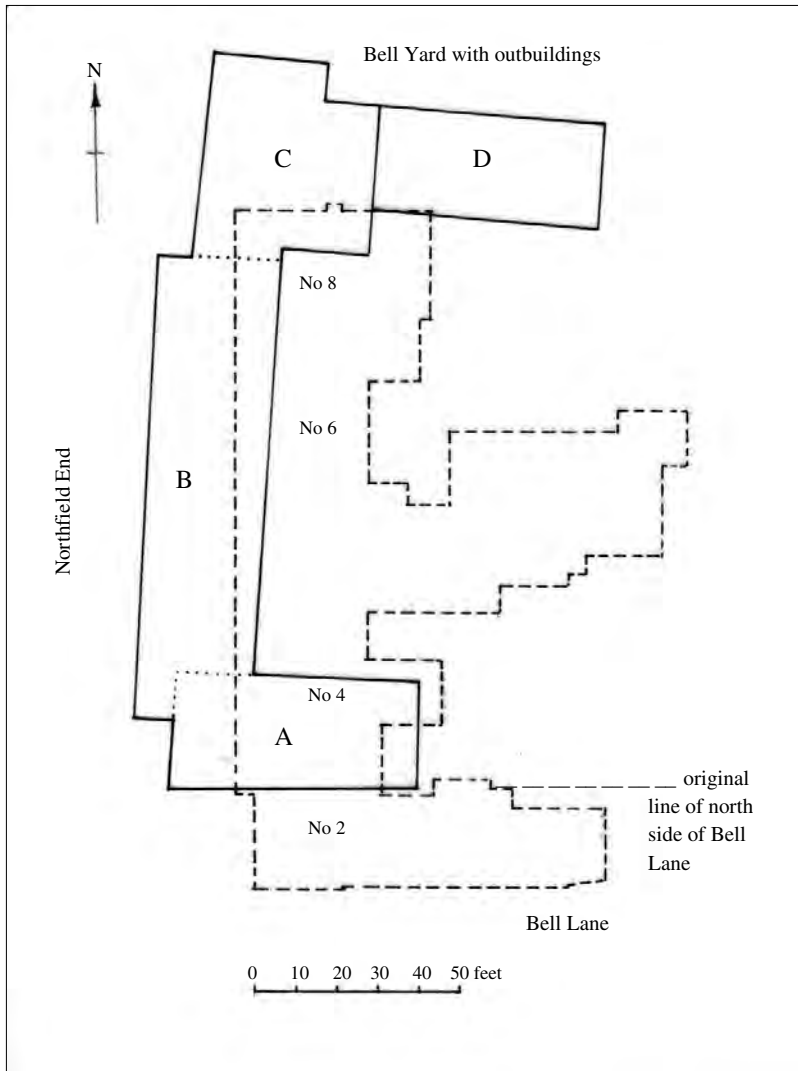 Bell Yard with outbuildings
N
C
D
No 8
No 6
B
Northfield End
No 4
A
original
line of north
side of Bell
Lane
No 2
Bell Lane
0 10 20 30 40 50 feet